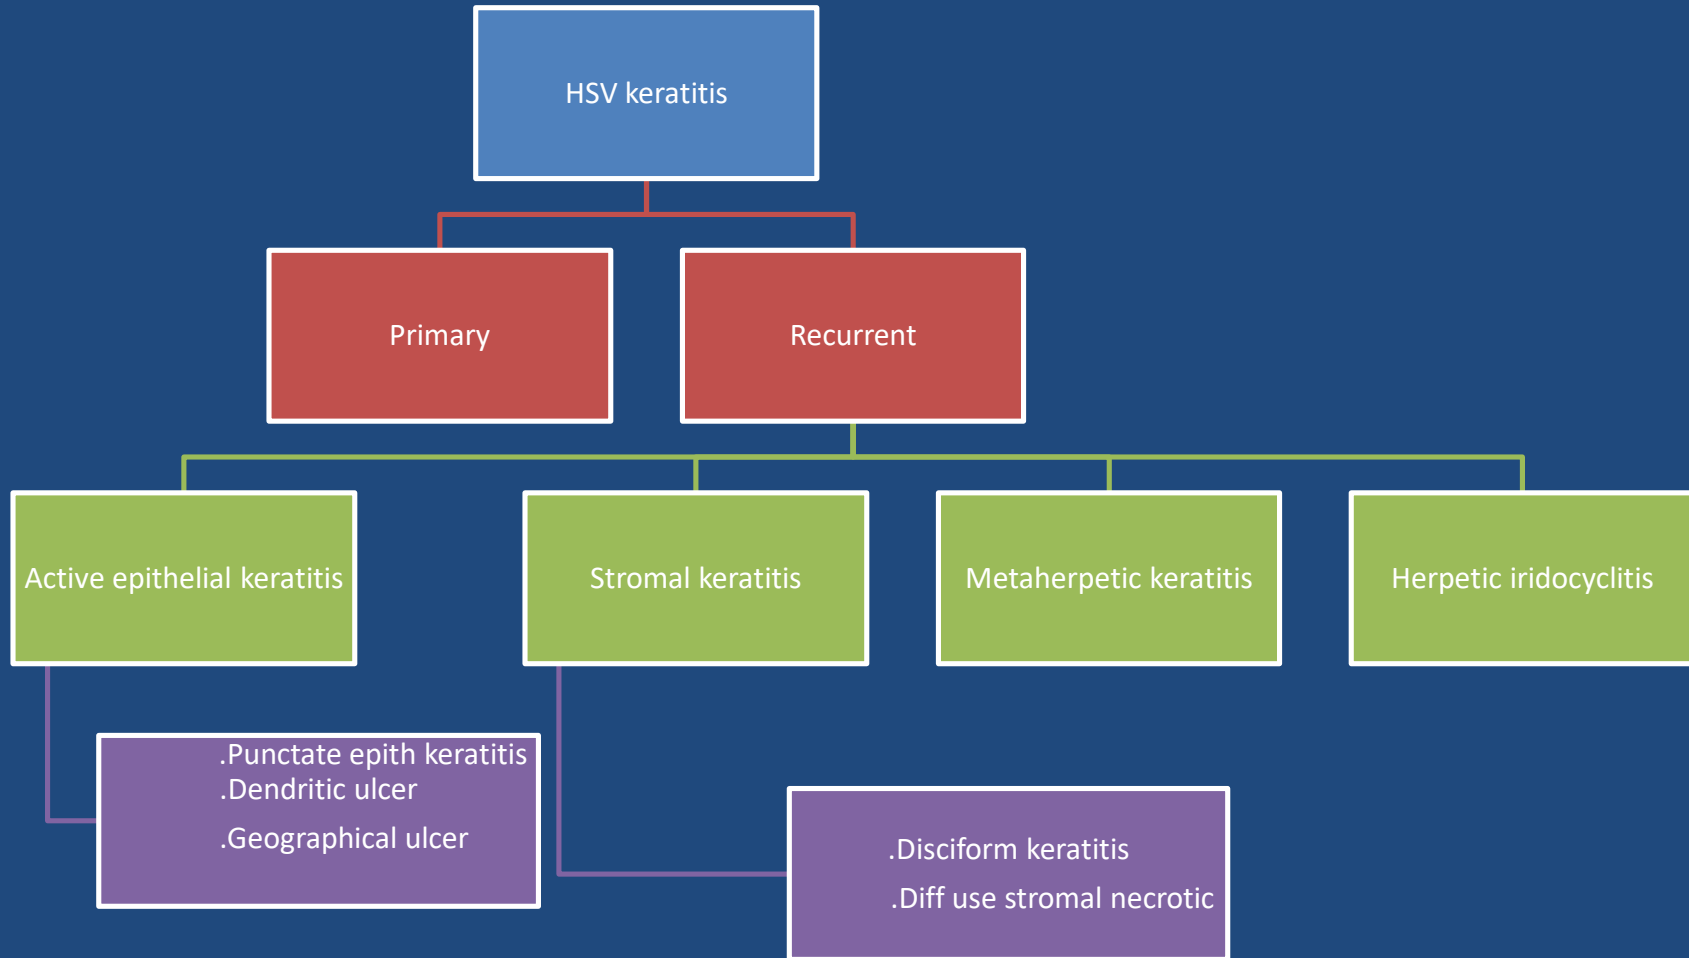 HSV keratitis
Primary
Recurrent
Active epithelial keratitis
Stromal keratitis
Metaherpetic keratitis
Herpetic iridocyclitis
.Punctate epith keratitis
.Dendritic ulcer
.Geographical ulcer
.Disciform keratitis
.Diff use stromal necrotic